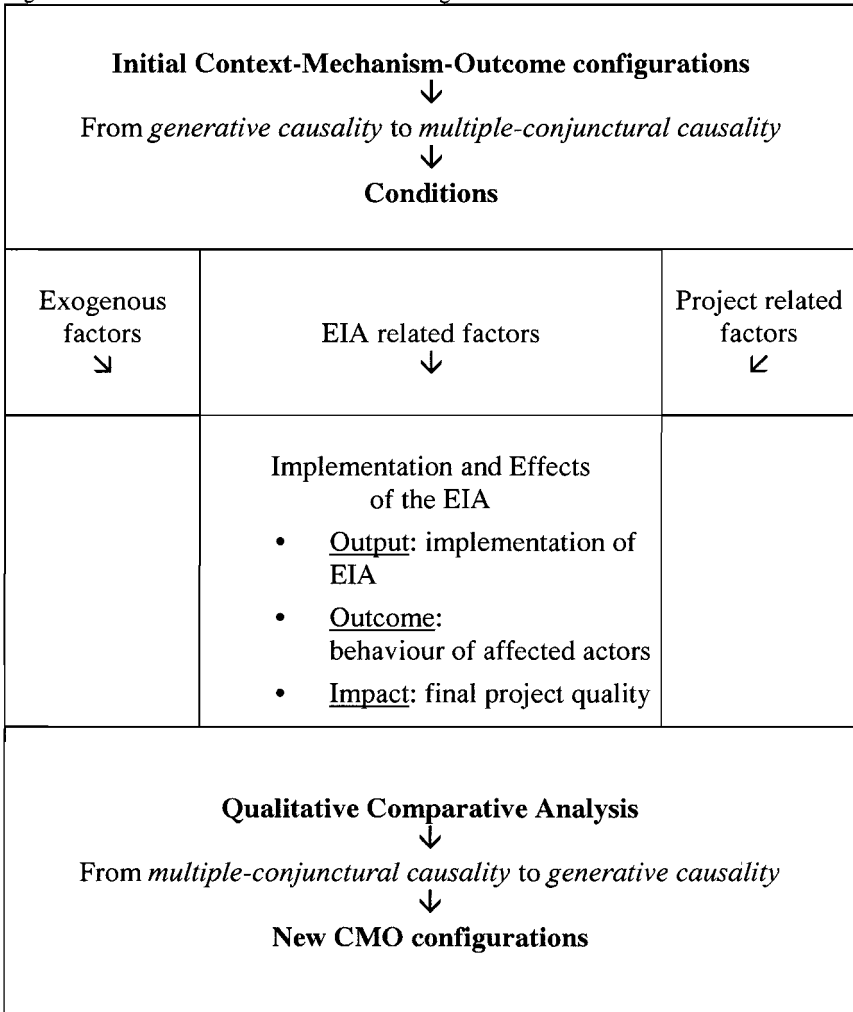 Initial Context-Mechanism-Outcome configurations
↓
From generative causality to multiple-conjunctural causality
↓
Conditions
Exogenous
factors
↘
EIA related factors
↓
Project related
factors
↙
Implementation and Effects
of the EIA
• Output: implementation of
EIA
• Outcome:
behaviour of affected actors
• Impact: final project quality
Qualitative Comparative Analysis
↓
From multiple-conjunctural causality to generative causality
↓
New CMO configurations